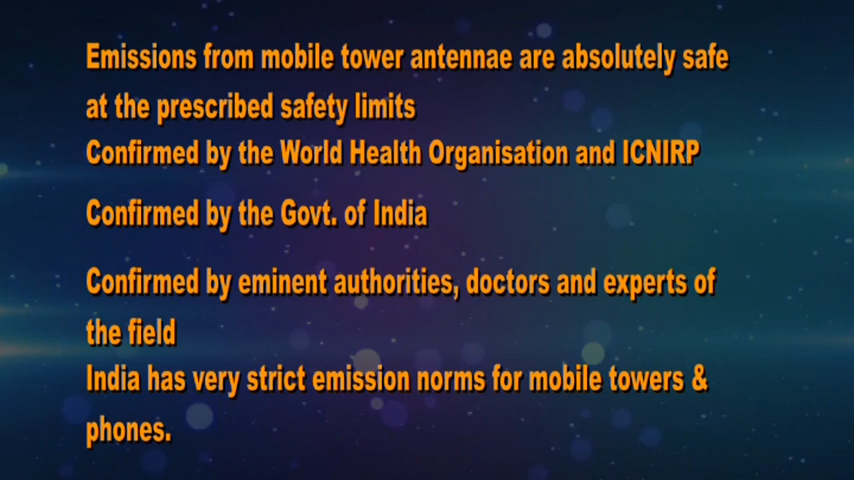 Emissions from mobile tower antennae are absolutely safe
at the prescribed safety limits
Confirmed by the World Health Organisation and ICNIRP
Confirmed by the Govt. of India
Confirmed by eminent authorities, doctors and experts of
the field
India has very strict emission norms for mobile towers &
phones.